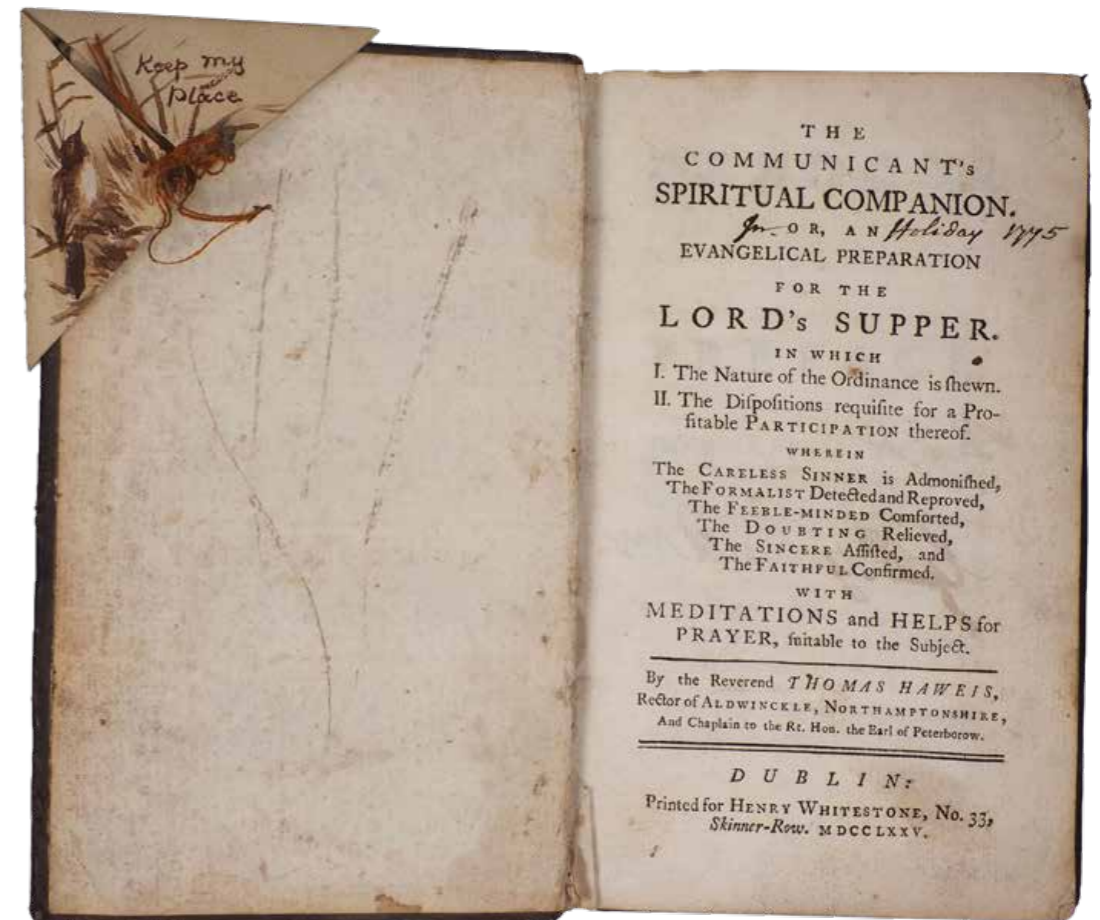 Keep my
Place
THE
COMMUNICANT's
SPIRITUAL COMPANION.
Jn. OR, AN Holiday 1775
EVANGELICAL PREPARATION
FOR THE
LORD's SUPPER.
IN WHICH
I. The Nature of the Ordinance is ſhewn.
II. The Diſpoſitions requiſite for a Pro-
fitable PARTICIPATION thereof.
WHEREIN
The CARELESS SINNER is Admoniſhed,
The FORMALIST Detected and Reproved,
The FEEBLE-MINDED Comforted,
The DOUBTING Relieved,
The SINCERE Aſſiſted, and
The FAITHFUL Confirmed.
WITH
MEDITATIONS and HELPS for
PRAYER, ſuitable to the Subject.
By the Reverend THOMAS HAWEIS,
Rector of ALDWINCKLE, NORTHAMPTONSHIRE,
And Chaplain to the Rt. Hon. the Earl of Peterborow.
DUBLIN:
Printed for HENRY WHITESTONE, No. 33,
Skinner-Row. MDCCLXXV.